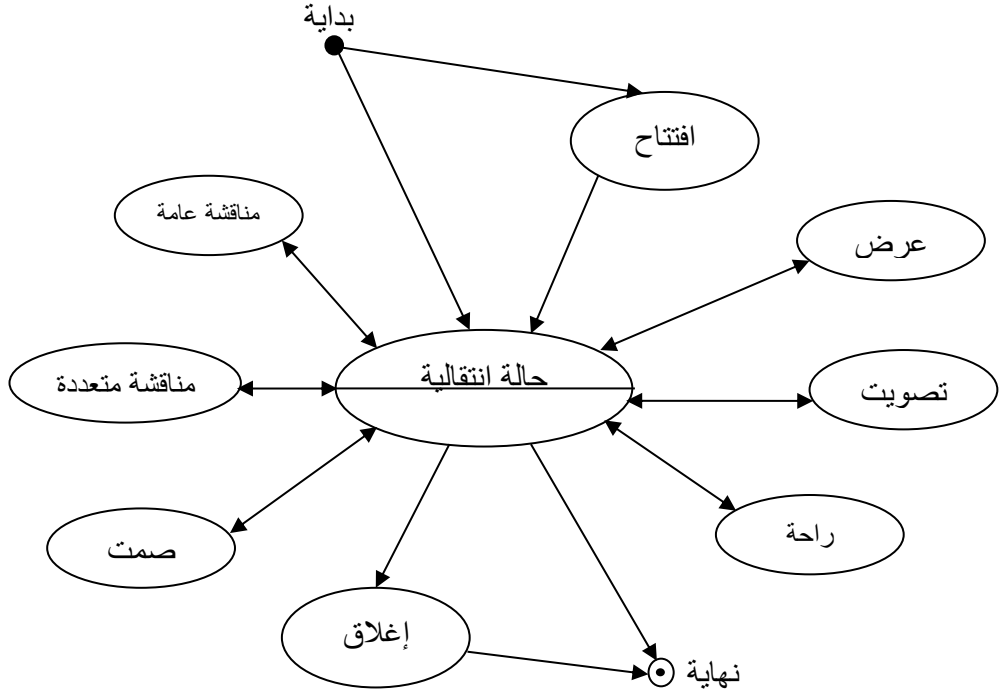 بداية
افتتاح
مناقشة عامة
عرض
حالة انتقالية
مناقشة متعددة
تصويت
راحة
صمت
إغلاق
نهاية